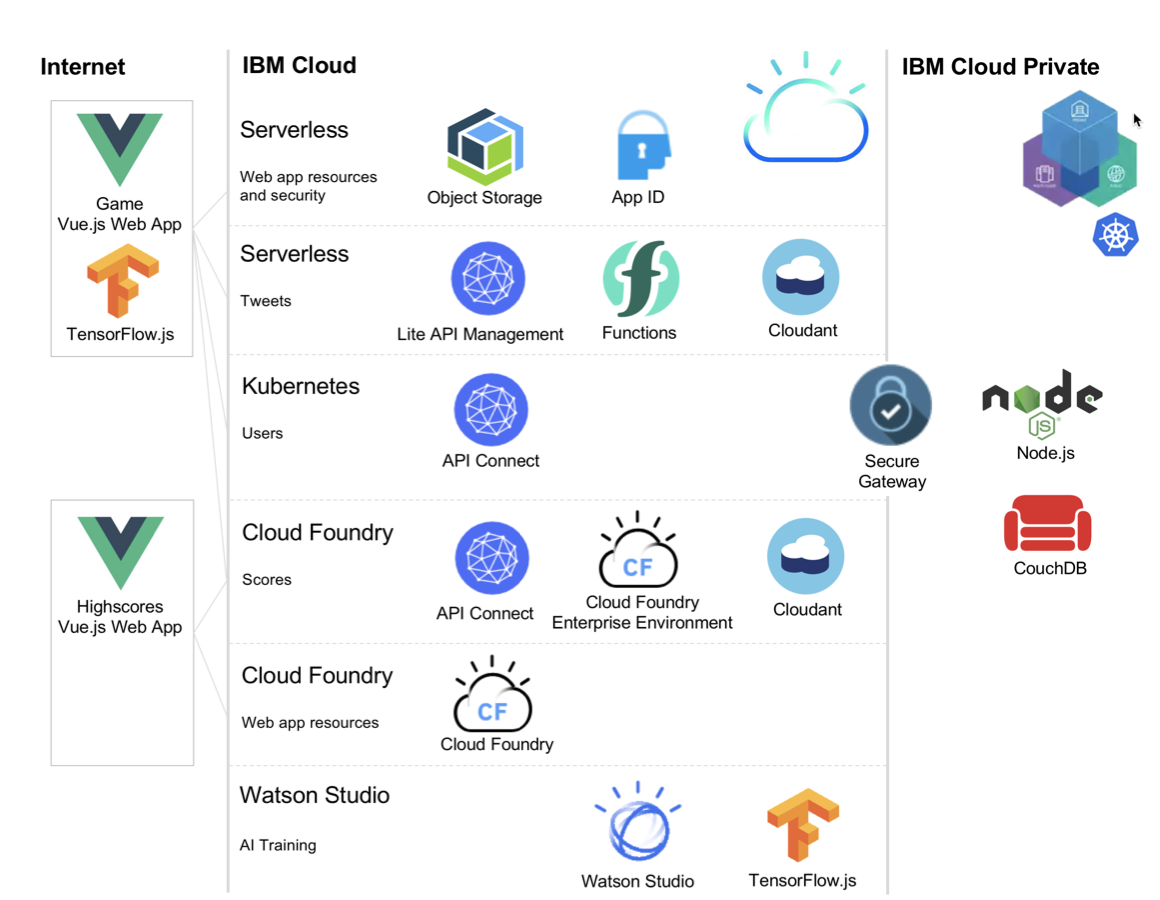 Internet
IBM Cloud
IBM Cloud Private
Serverless
Web app resources
and security
Object Storage
App ID
Game
Vue.js Web App
TensorFlow.js
Serverless
Tweets
Lite API Management
Functions
Cloudant
Kubernetes
Users
API Connect
Secure
Gateway
node
JS
Node.js
CouchDB
Highscores
Vue.js Web App
Cloud Foundry
Scores
API Connect
CF
Cloud Foundry
Enterprise Environment
Cloudant
Cloud Foundry
Web app resources
CF
Cloud Foundry
Watson Studio
AI Training
Watson Studio
TensorFlow.js